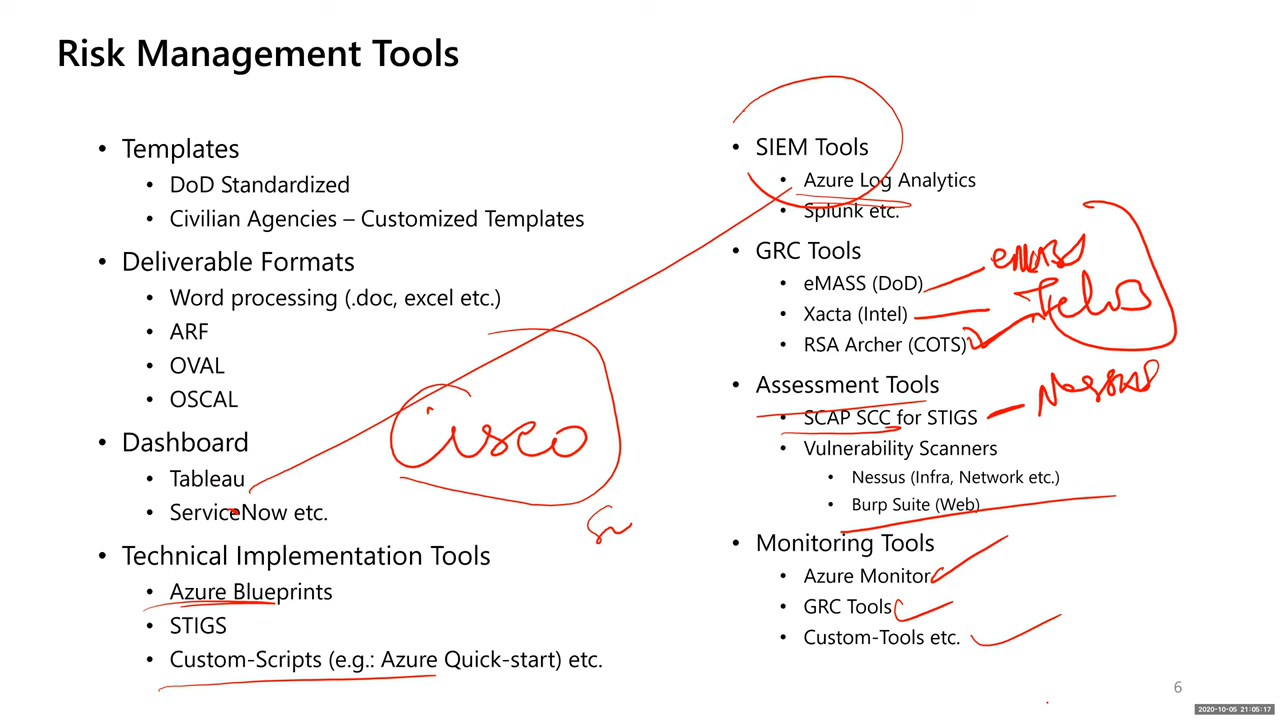 Risk Management Tools
• Templates
• DoD Standardized
• Civilian Agencies – Customized Templates
• Deliverable Formats
• Word processing (.doc, excel etc.)
• ARF
• OVAL
• OSCAL
• Dashboard
• Tableau
• ServiceNow etc.
• Technical Implementation Tools
• Azure Blueprints
• STIGS
• Custom-Scripts (e.g.: Azure Quick-start) etc.
cisco
• SIEM Tools
• Azure Log Analytics
• Splunk etc.
• GRC Tools
• eMASS (DoD)
eMASS
• Xacta (Intel)
• RSA Archer (COTS)
• Assessment Tools
• SCAP SCC for STIGS
Nessus
• Vulnerability Scanners
• Nessus (Infra, Network etc.)
• Burp Suite (Web)
• Monitoring Tools
• Azure Monitor
• GRC Tools
• Custom-Tools etc.
6
2020-10-05 21:05:17